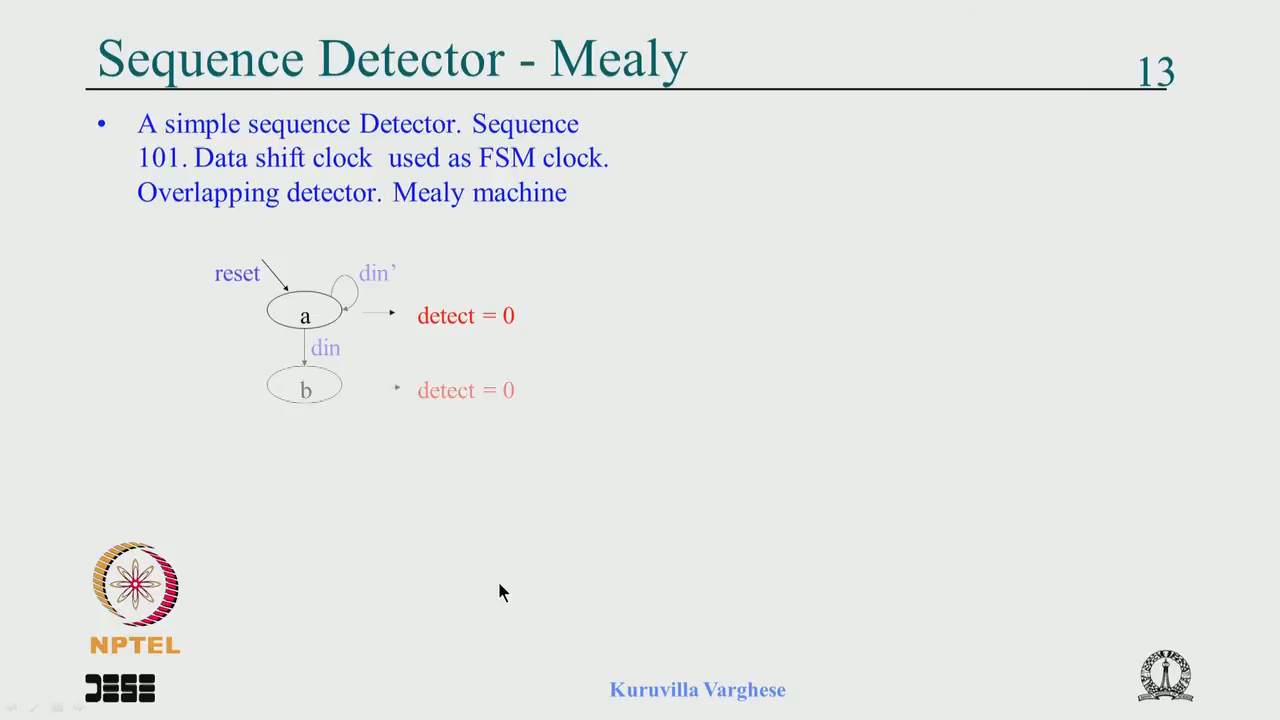 Sequence Detector - Mealy
13
• A simple sequence Detector. Sequence
101. Data shift clock used as FSM clock.
Overlapping detector. Mealy machine
reset
din’
a
detect = 0
din
b
detect = 0
NPTEL
Kuruvilla Varghese